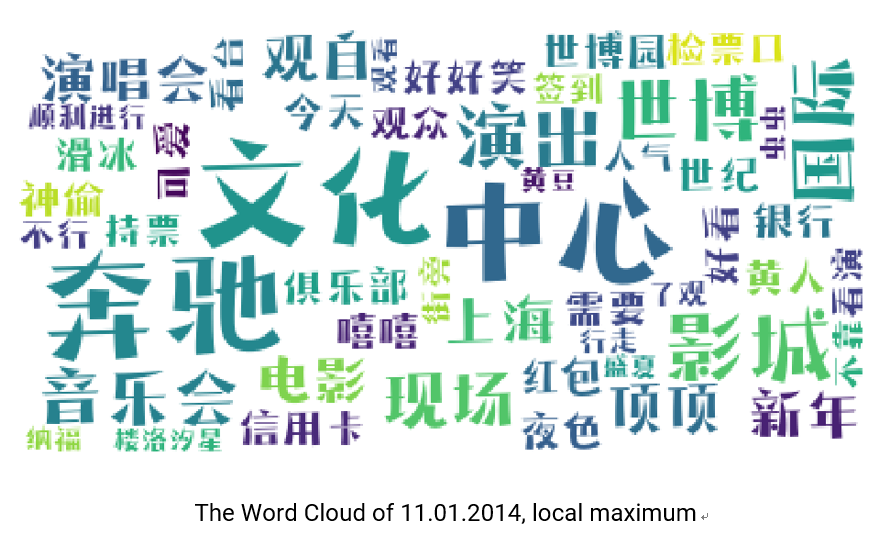 演唱会
看台
观自
观看
好好笑
世博园
检票口
国际
顺利进行
可爱
今天
观众
演出
签到
世博
虫虫
滑冰
文化
黄豆
人气
世纪
神偷
不行
持票
中心
好看
银行
奔驰
俱乐部
街旁
嘻嘻
上海
需要
了观
黄人
看演
行走
影城
不靠
音乐会
电影
现场
红包
盛夏
顶顶
新年
纳福
楼洛汐星
信用卡
夜色
The Word Cloud of 11.01.2014, local maximum